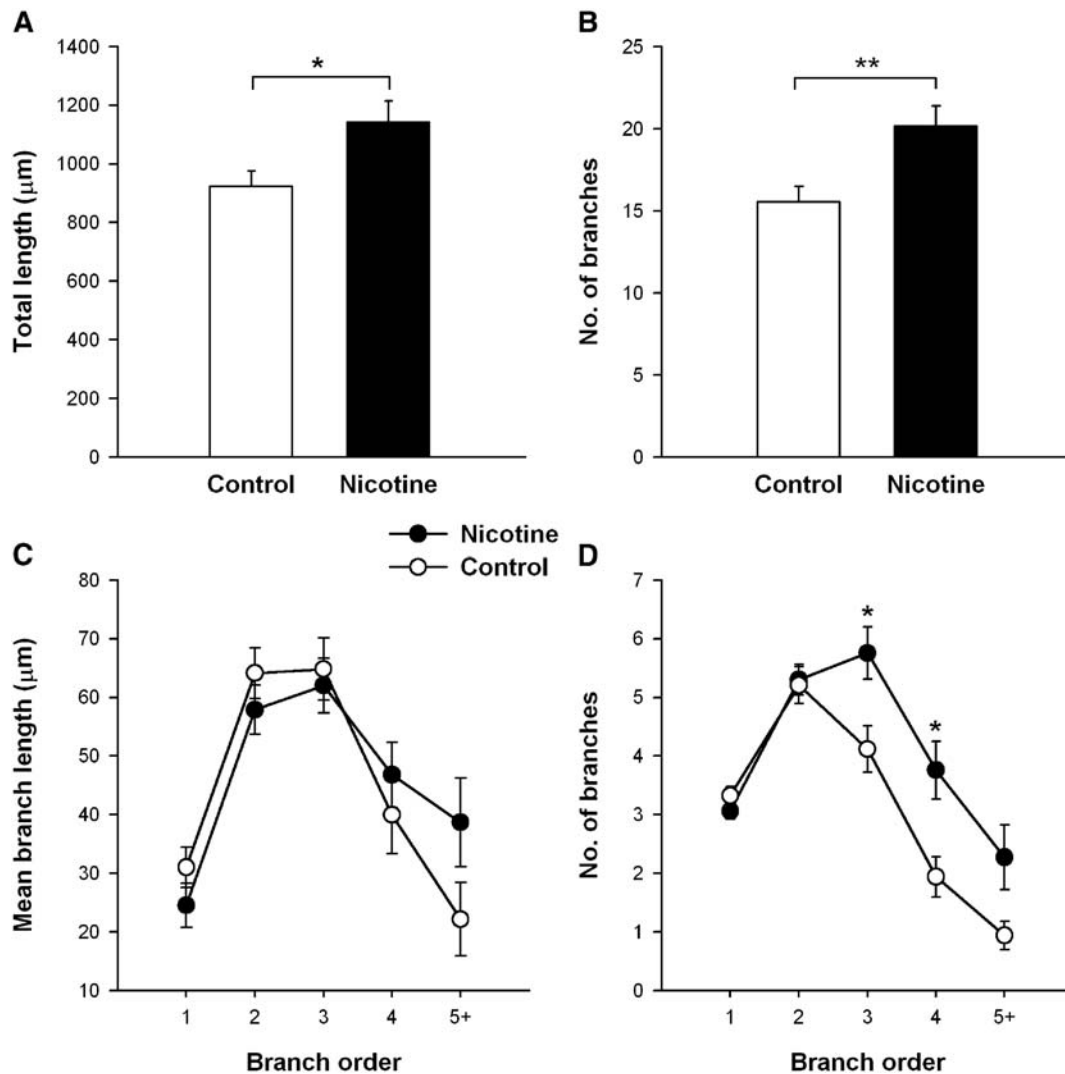 A
Total length (μm)
1400
1200
1000
800
600
400
200
0
*
Control
Nicotine
B
No. of branches
25
20
15
10
5
0
**
Control
Nicotine
Nicotine
Control
C
Mean branch length (μm)
80
70
60
50
40
30
20
10
1
2
3
4
5+
Branch order
D
No. of branches
7
6
5
4
3
2
1
0
*
*
1
2
3
4
5+
Branch order